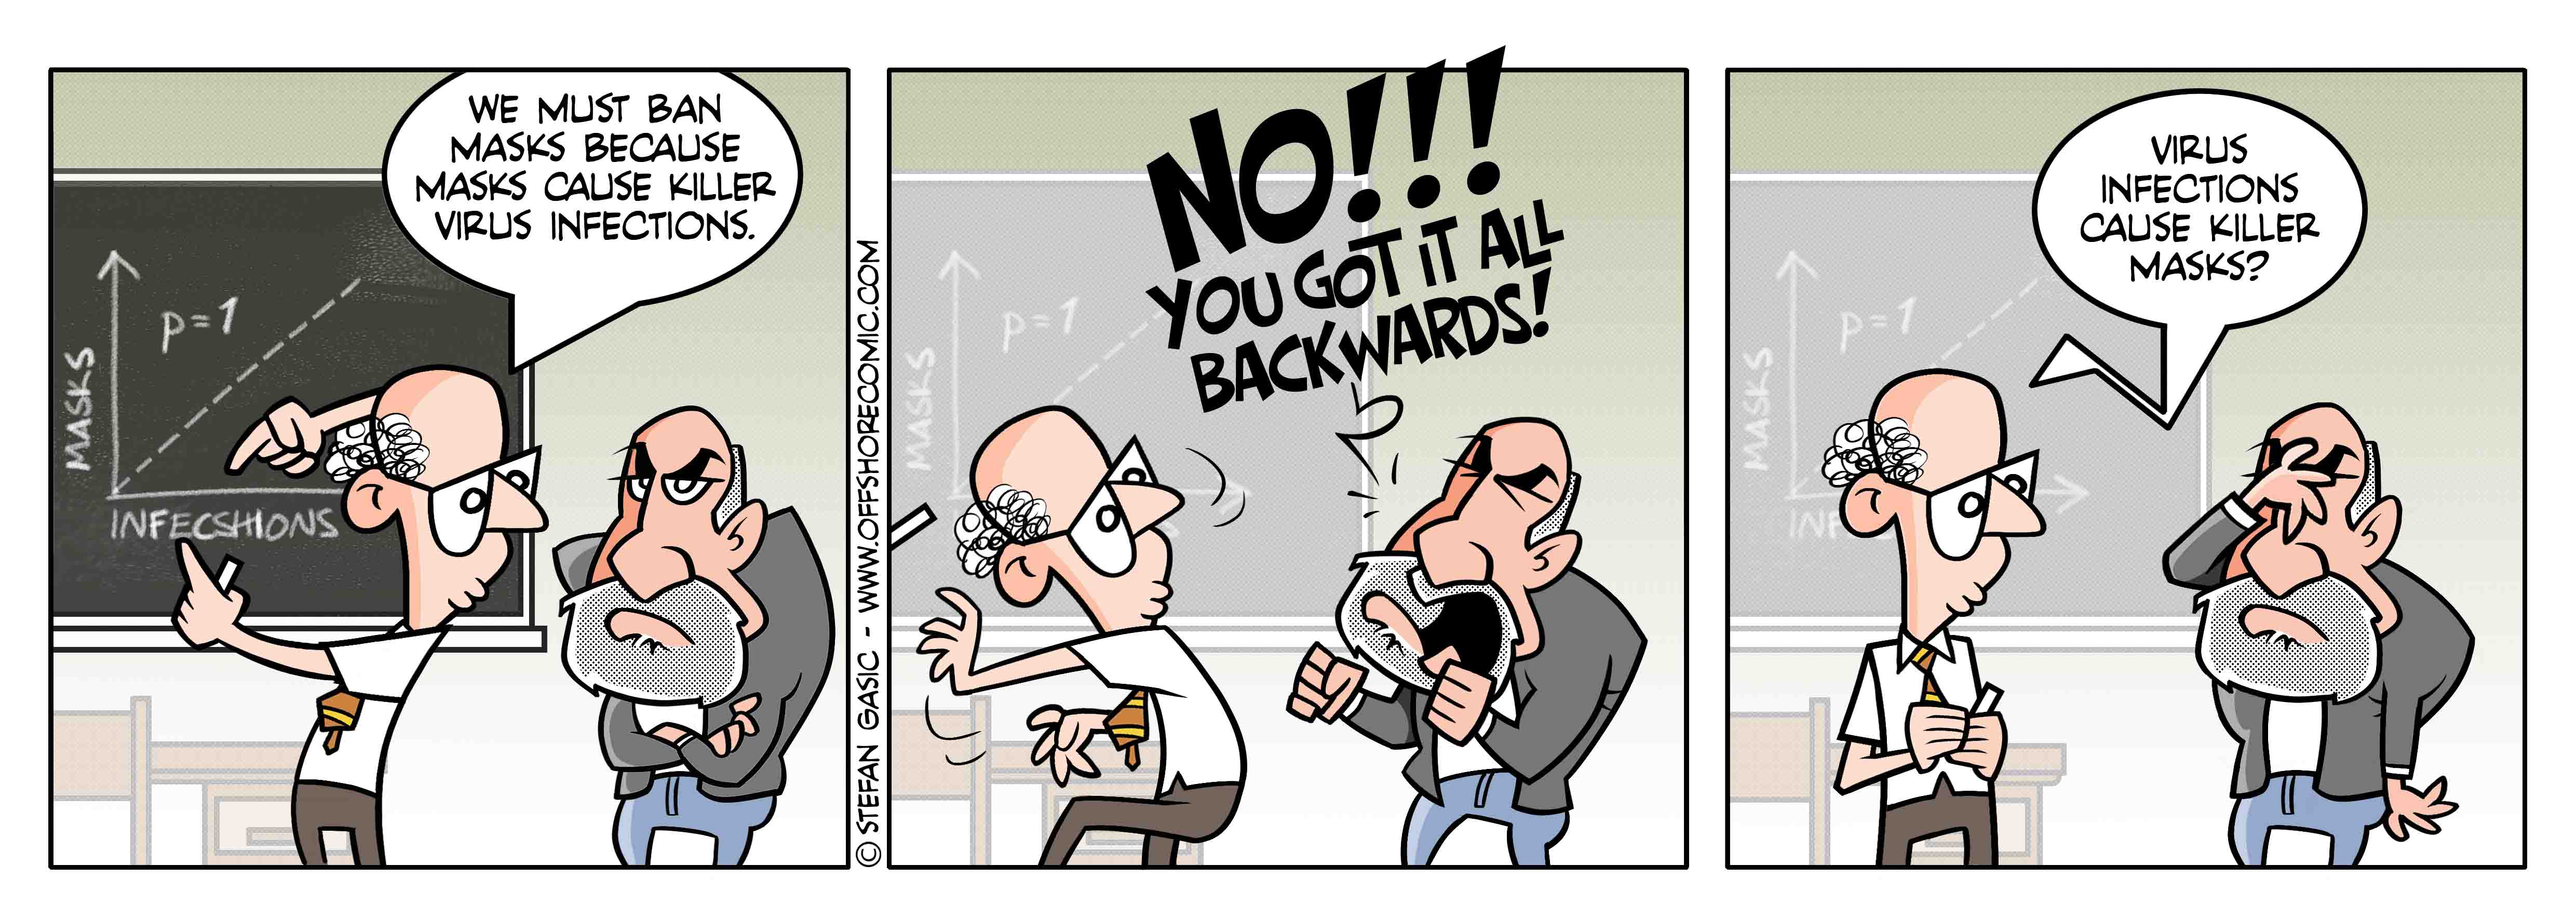 WE MUST BAN
MASKS BECAUSE
MASKS CAUSE KILLER
VIRUS INFECTIONS.
p=1
MASKS
INFECSHIONS
© STEFAN GASIC - WWW.OFFSHORECOMIC.COM
NO!!!
YOU GOT IT ALL
BACKWARDS!
p=1
MASKS
S
VIRUS
INFECTIONS
CAUSE KILLER
MASKS?
p=1
MASKS
INF